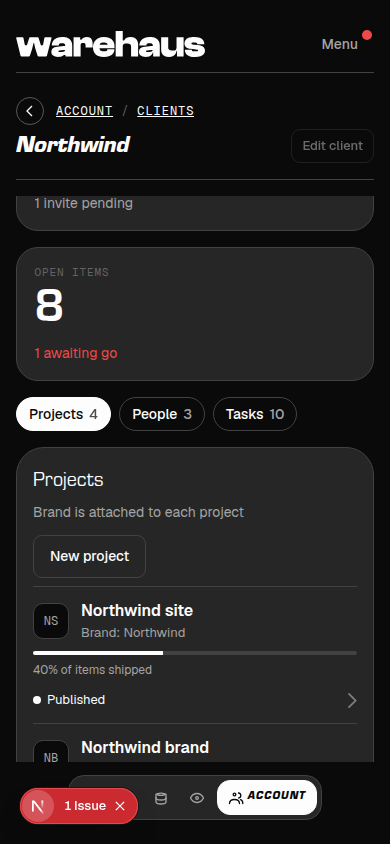 warehaus
Menu
ACCOUNT / CLIENTS
Northwind
Edit client
1 invite pending
OPEN ITEMS
8
1 awaiting go
Projects 4
People 3
Tasks 10
Projects
Brand is attached to each project
New project
NS
Northwind site
Brand: Northwind
40% of items shipped
Published
NB
Northwind brand
N
1 Issue
ACCOUNT